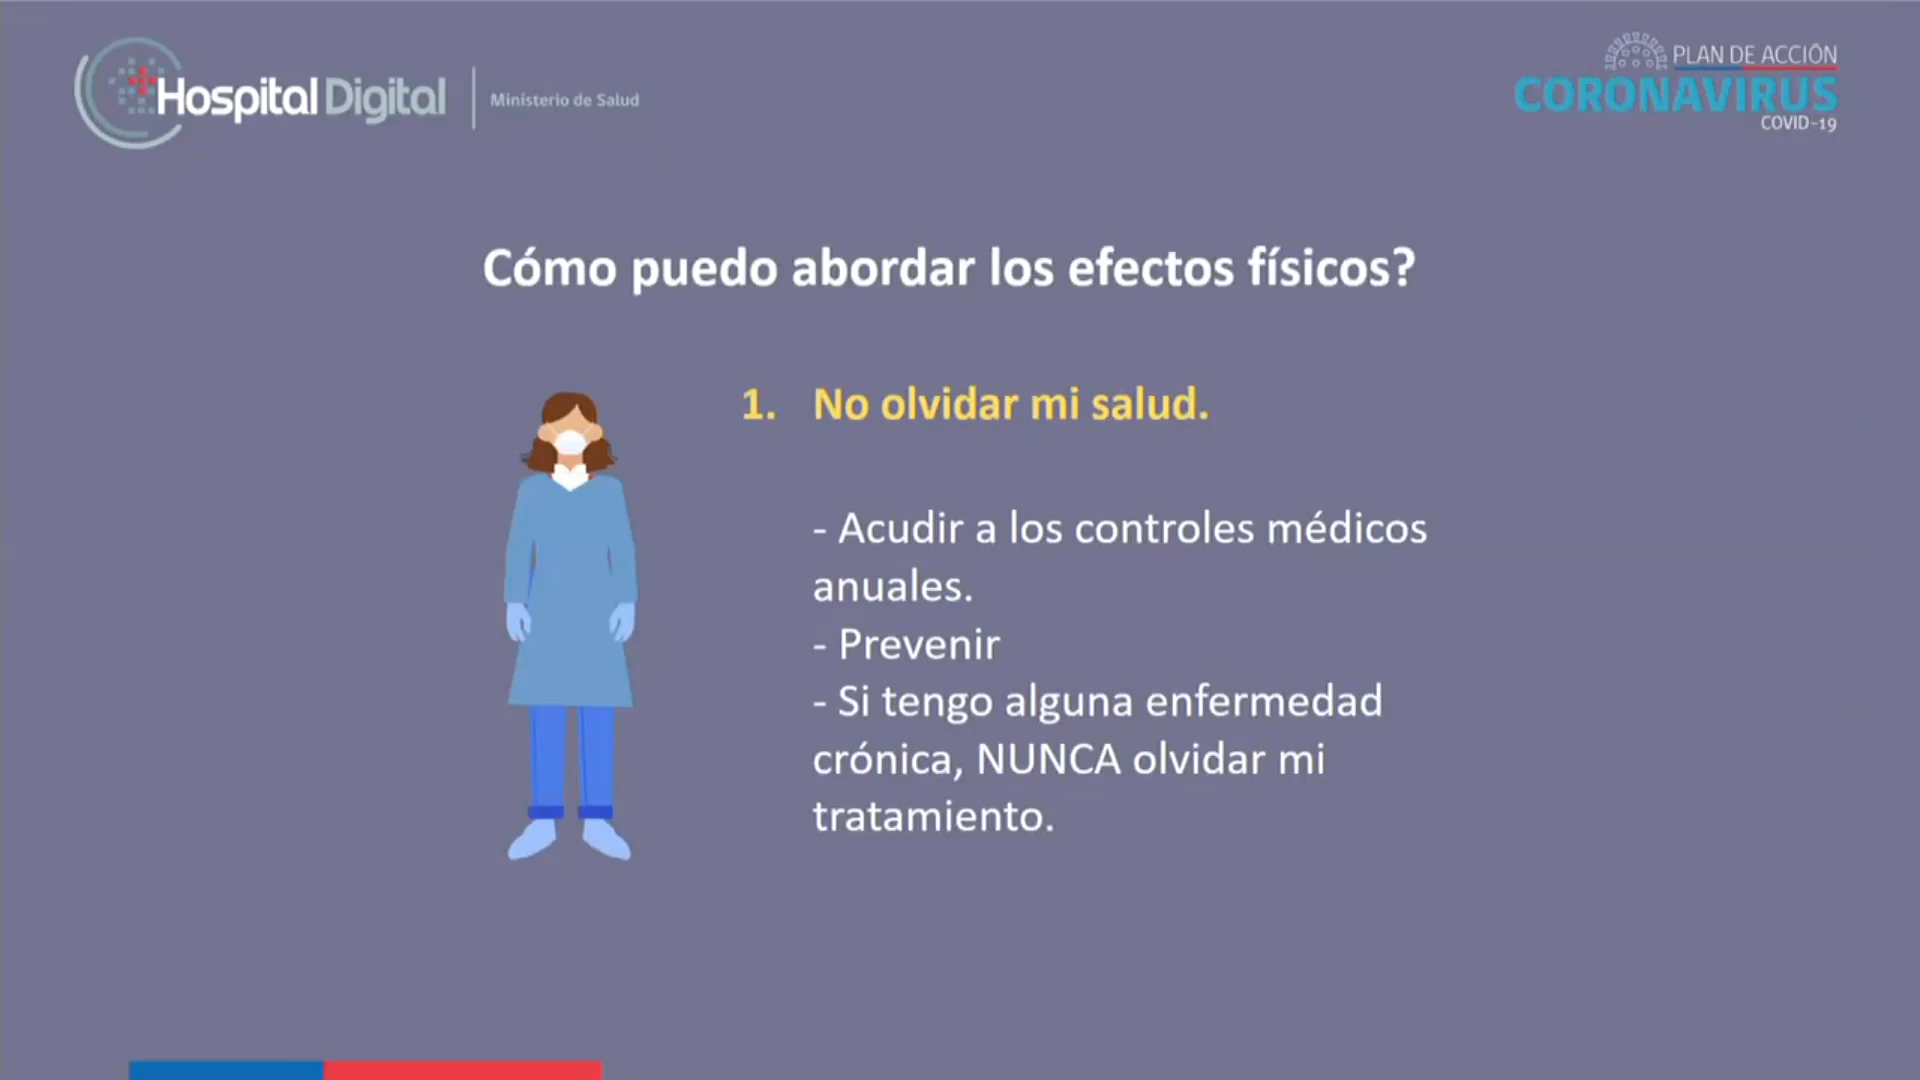 Hospital Digital
Ministerio de Salud
PLAN DE ACCIÓN
CORONAVIRUS
COVID-19
Cómo puedo abordar los efectos físicos?
1. No olvidar mi salud.
- Acudir a los controles médicos
anuales.
- Prevenir
- Si tengo alguna enfermedad
crónica, NUNCA olvidar mi
tratamiento.